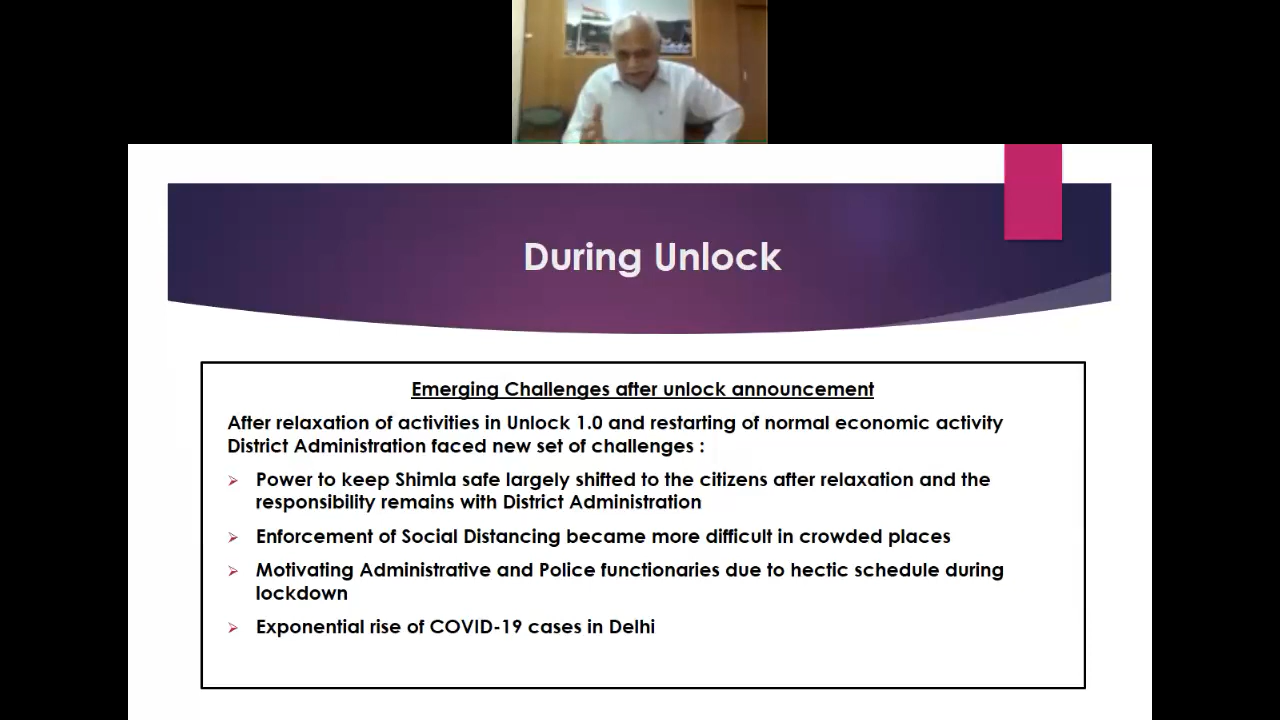 During Unlock
Emerging Challenges after unlock announcement
After relaxation of activities in Unlock 1.0 and restarting of normal economic activity
District Administration faced new set of challenges :
Power to keep Shimla safe largely shifted to the citizens after relaxation and the
responsibility remains with District Administration
Enforcement of Social Distancing became more difficult in crowded places
Motivating Administrative and Police functionaries due to hectic schedule during
lockdown
Exponential rise of COVID-19 cases in Delhi